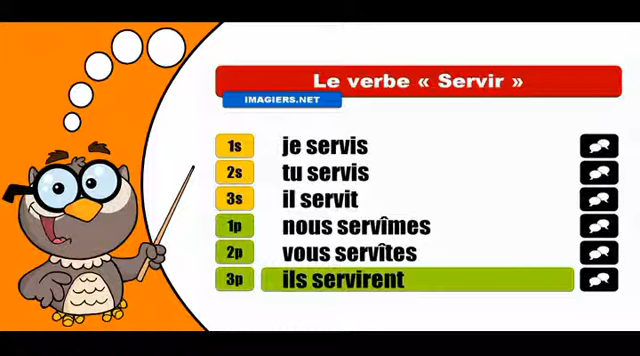 Le verbe « Servir »
IMAGIERS.NET
1s je servis
2s tu servis
3s il servit
1p nous servîmes
2p vous servîtes
3p ils servirent